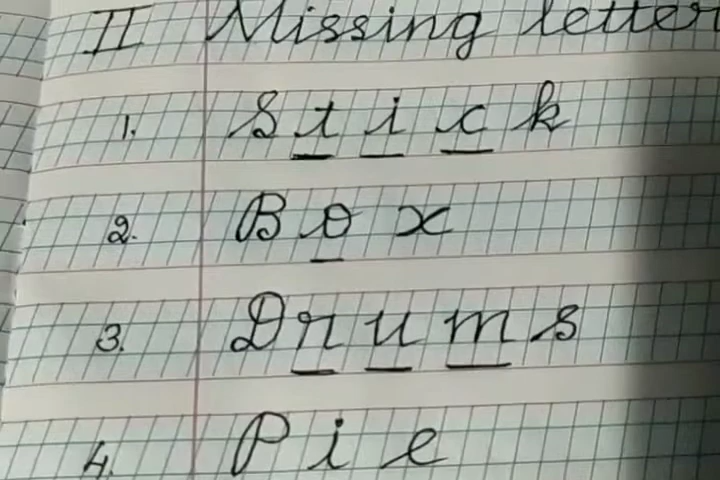 II Missing letter
1. Stick
2. Box
3. Drums
4. Pie